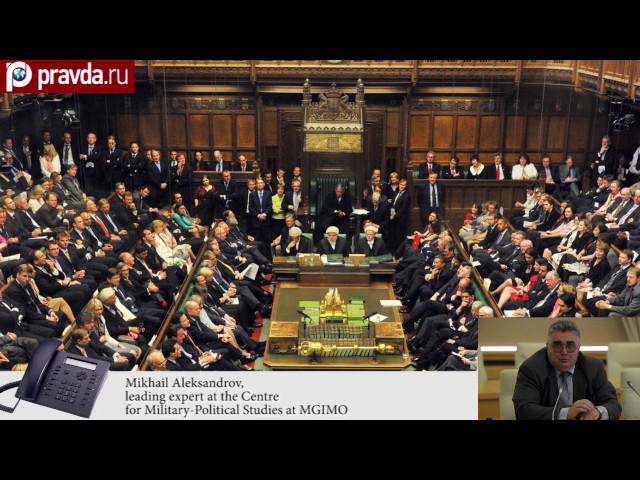 pravda.ru
Mikhail Aleksandrov,
leading expert at the Centre
for Military-Political Studies at MGIMO